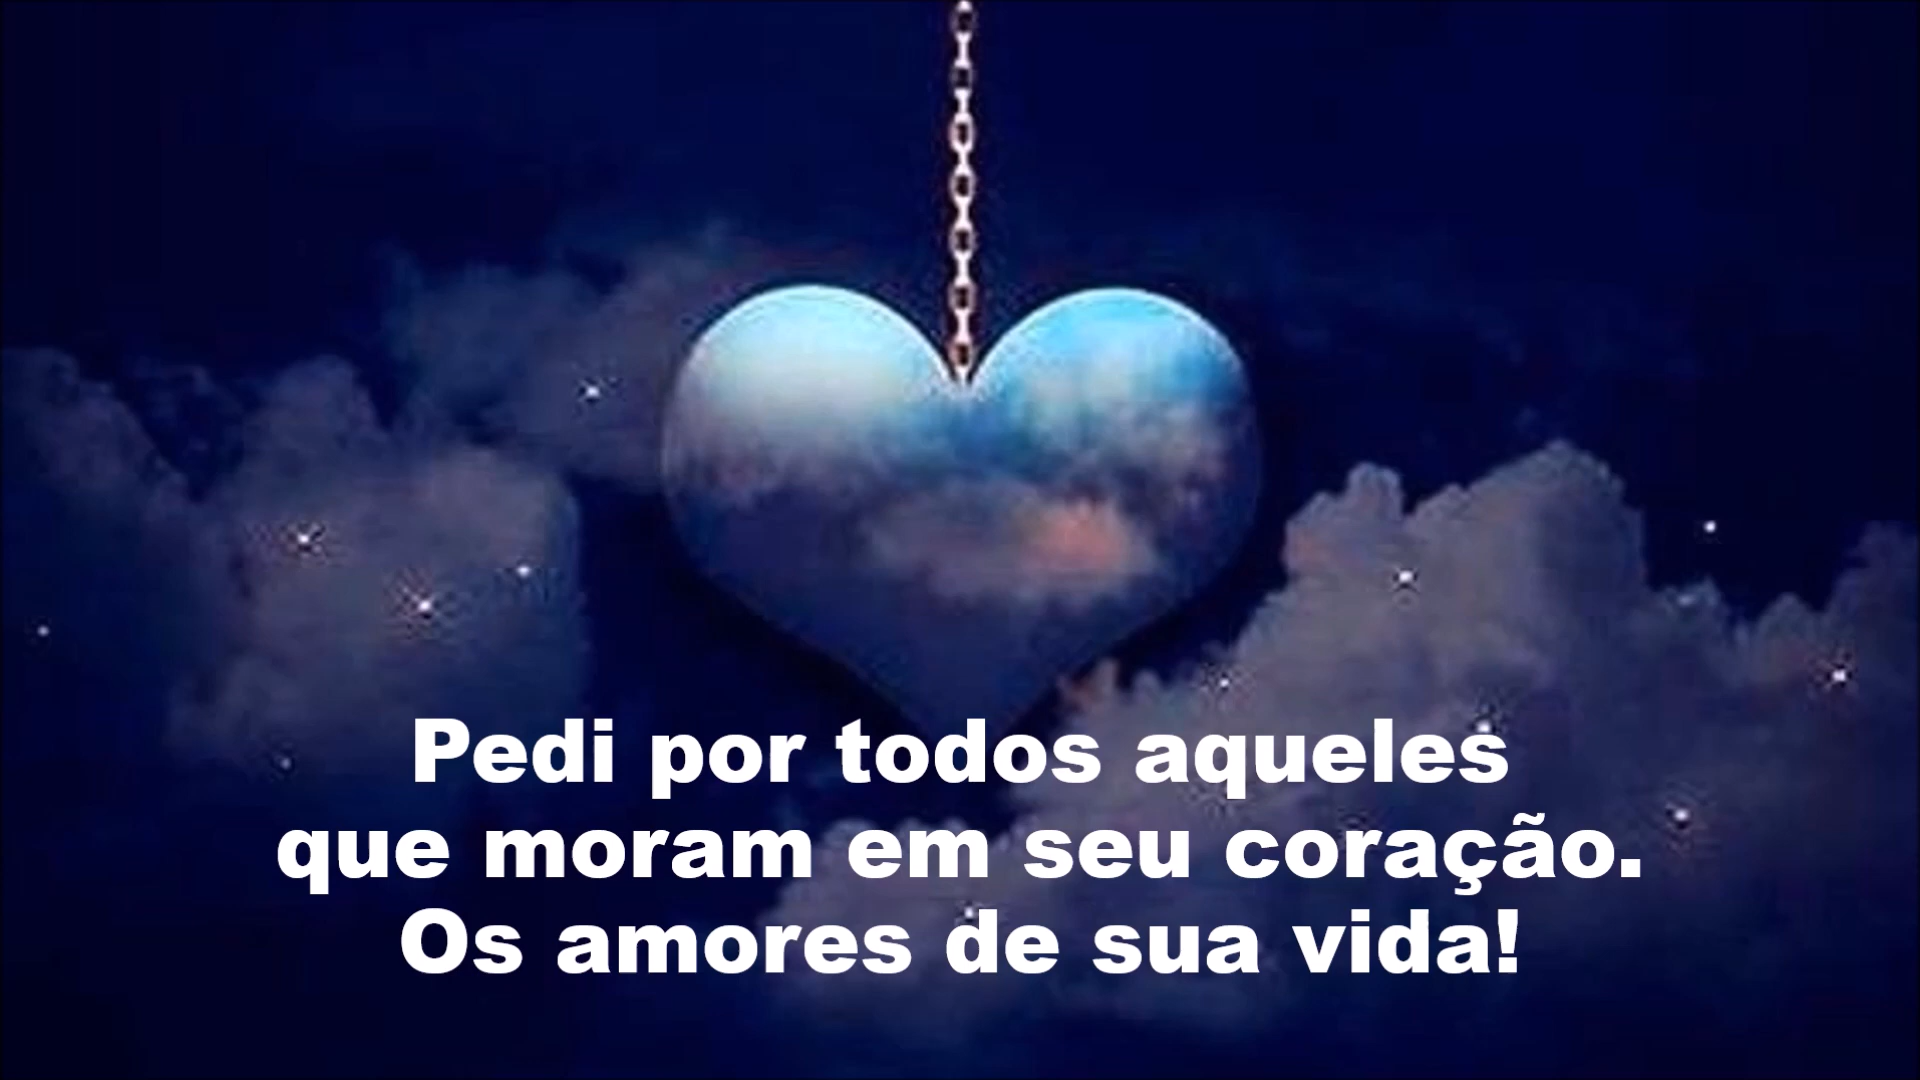 Pedi por todos aqueles
que moram em seu coração.
Os amores de sua vida!